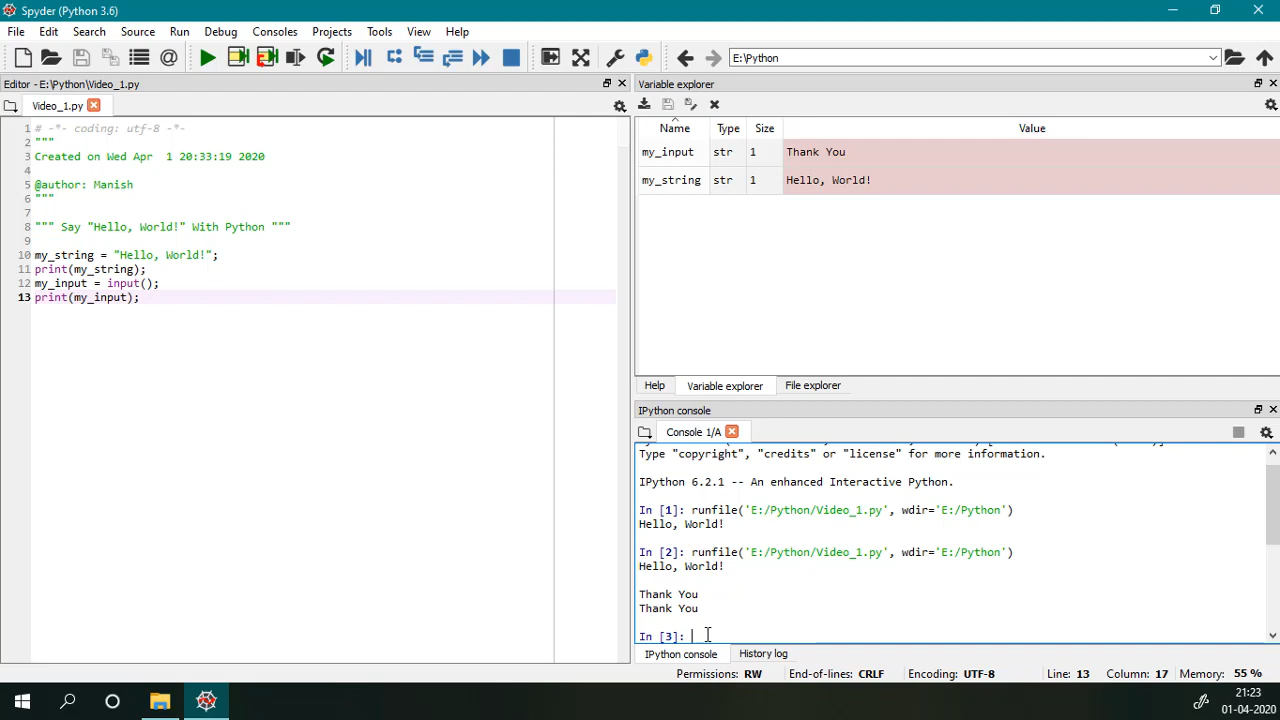 Spyder (Python 3.6)
File Edit Search Source Run Debug Consoles Projects Tools View Help
E:\Python
Editor - E:\Python\Video_1.py
Video_1.py
1 # -*- coding: utf-8 -*-
2 """
3 Created on Wed Apr  1 20:33:19 2020
4
5 @author: Manish
6 """
7
8 """ Say "Hello, World!" With Python """
9
10 my_string = "Hello, World!";
11 print(my_string);
12 my_input = input();
13 print(my_input);
Variable explorer
Name Type Size Value
my_input str 1 Thank You
my_string str 1 Hello, World!
Help Variable explorer File explorer
IPython console
Console 1/A
Type "copyright", "credits" or "license" for more information.
IPython 6.2.1 -- An enhanced Interactive Python.
In [1]: runfile('E:/Python/Video_1.py', wdir='E:/Python')
Hello, World!
In [2]: runfile('E:/Python/Video_1.py', wdir='E:/Python')
Hello, World!
Thank You
Thank You
In [3]:
IPython console History log
Permissions: RW End-of-lines: CRLF Encoding: UTF-8 Line: 13 Column: 17 Memory: 55 %
21:23
01-04-2020